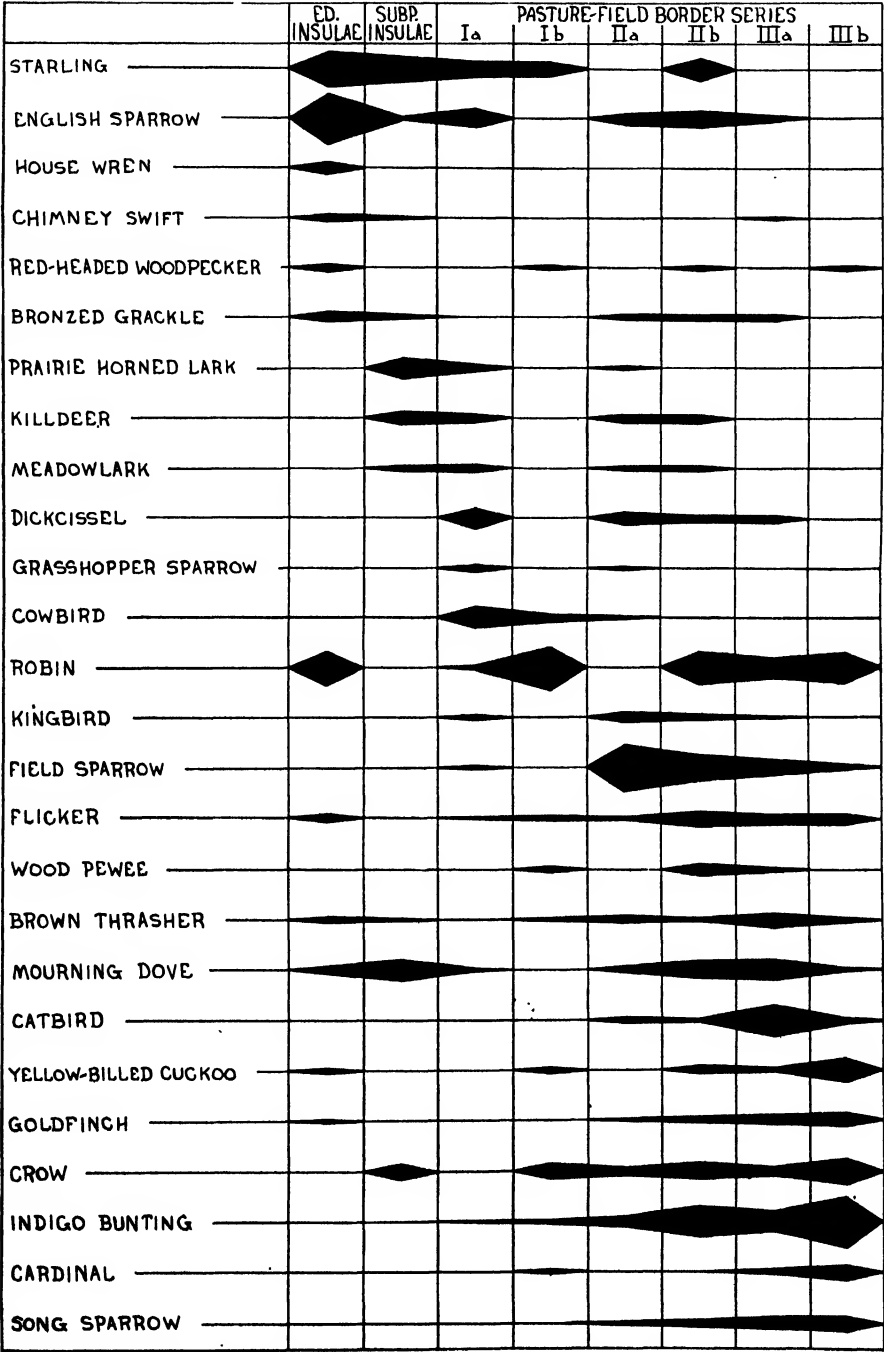 ED. INSULAE SUBP. INSULAE PASTURE-FIELD BORDER SERIES
Ia Ib IIa IIb IIIa IIIb
STARLING
ENGLISH SPARROW
HOUSE WREN
CHIMNEY SWIFT
RED-HEADED WOODPECKER
BRONZED GRACKLE
PRAIRIE HORNED LARK
KILLDEER
MEADOWLARK
DICKCISSEL
GRASSHOPPER SPARROW
COWBIRD
ROBIN
KINGBIRD
FIELD SPARROW
FLICKER
WOOD PEWEE
BROWN THRASHER
MOURNING DOVE
CATBIRD
YELLOW-BILLED CUCKOO
GOLDFINCH
CROW
INDIGO BUNTING
CARDINAL
SONG SPARROW